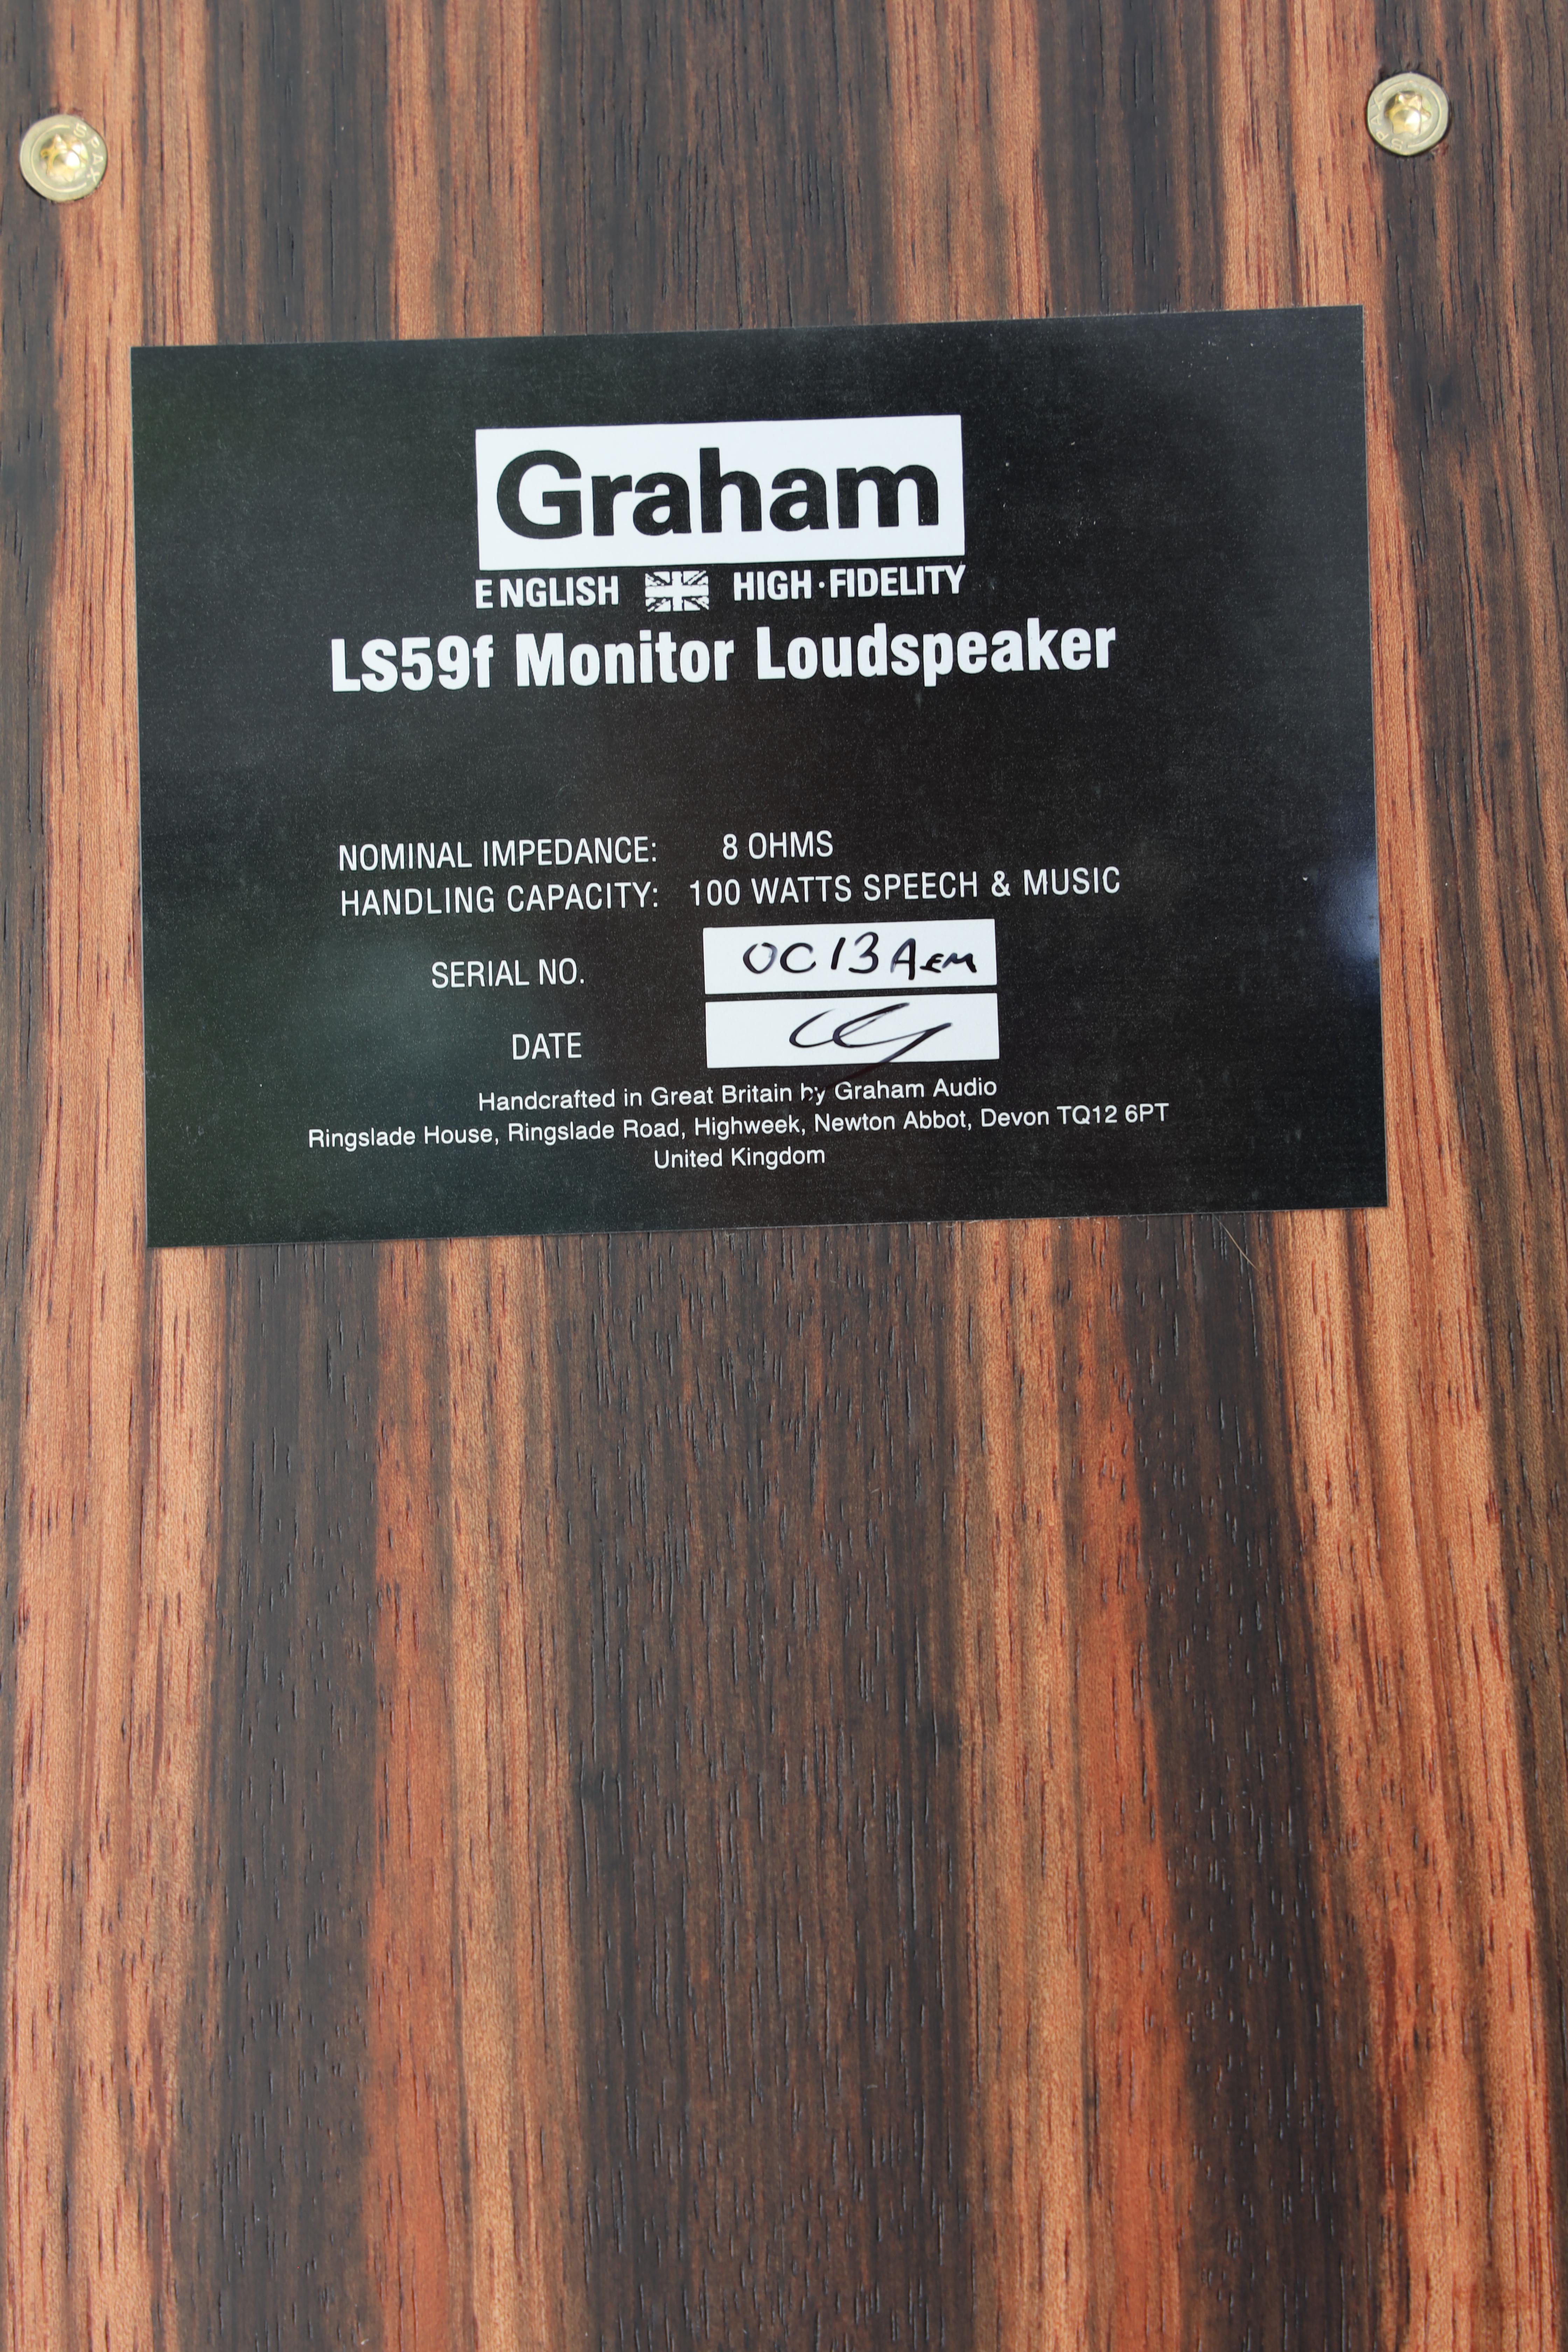 SPAX
SPAX
Graham
ENGLISH HIGH·FIDELITY
LS59f Monitor Loudspeaker
NOMINAL IMPEDANCE: 8 OHMS
HANDLING CAPACITY: 100 WATTS SPEECH & MUSIC
SERIAL NO. OC13AEM
DATE
Handcrafted in Great Britain by Graham Audio
Ringslade House, Ringslade Road, Highweek, Newton Abbot, Devon TQ12 6PT
United Kingdom